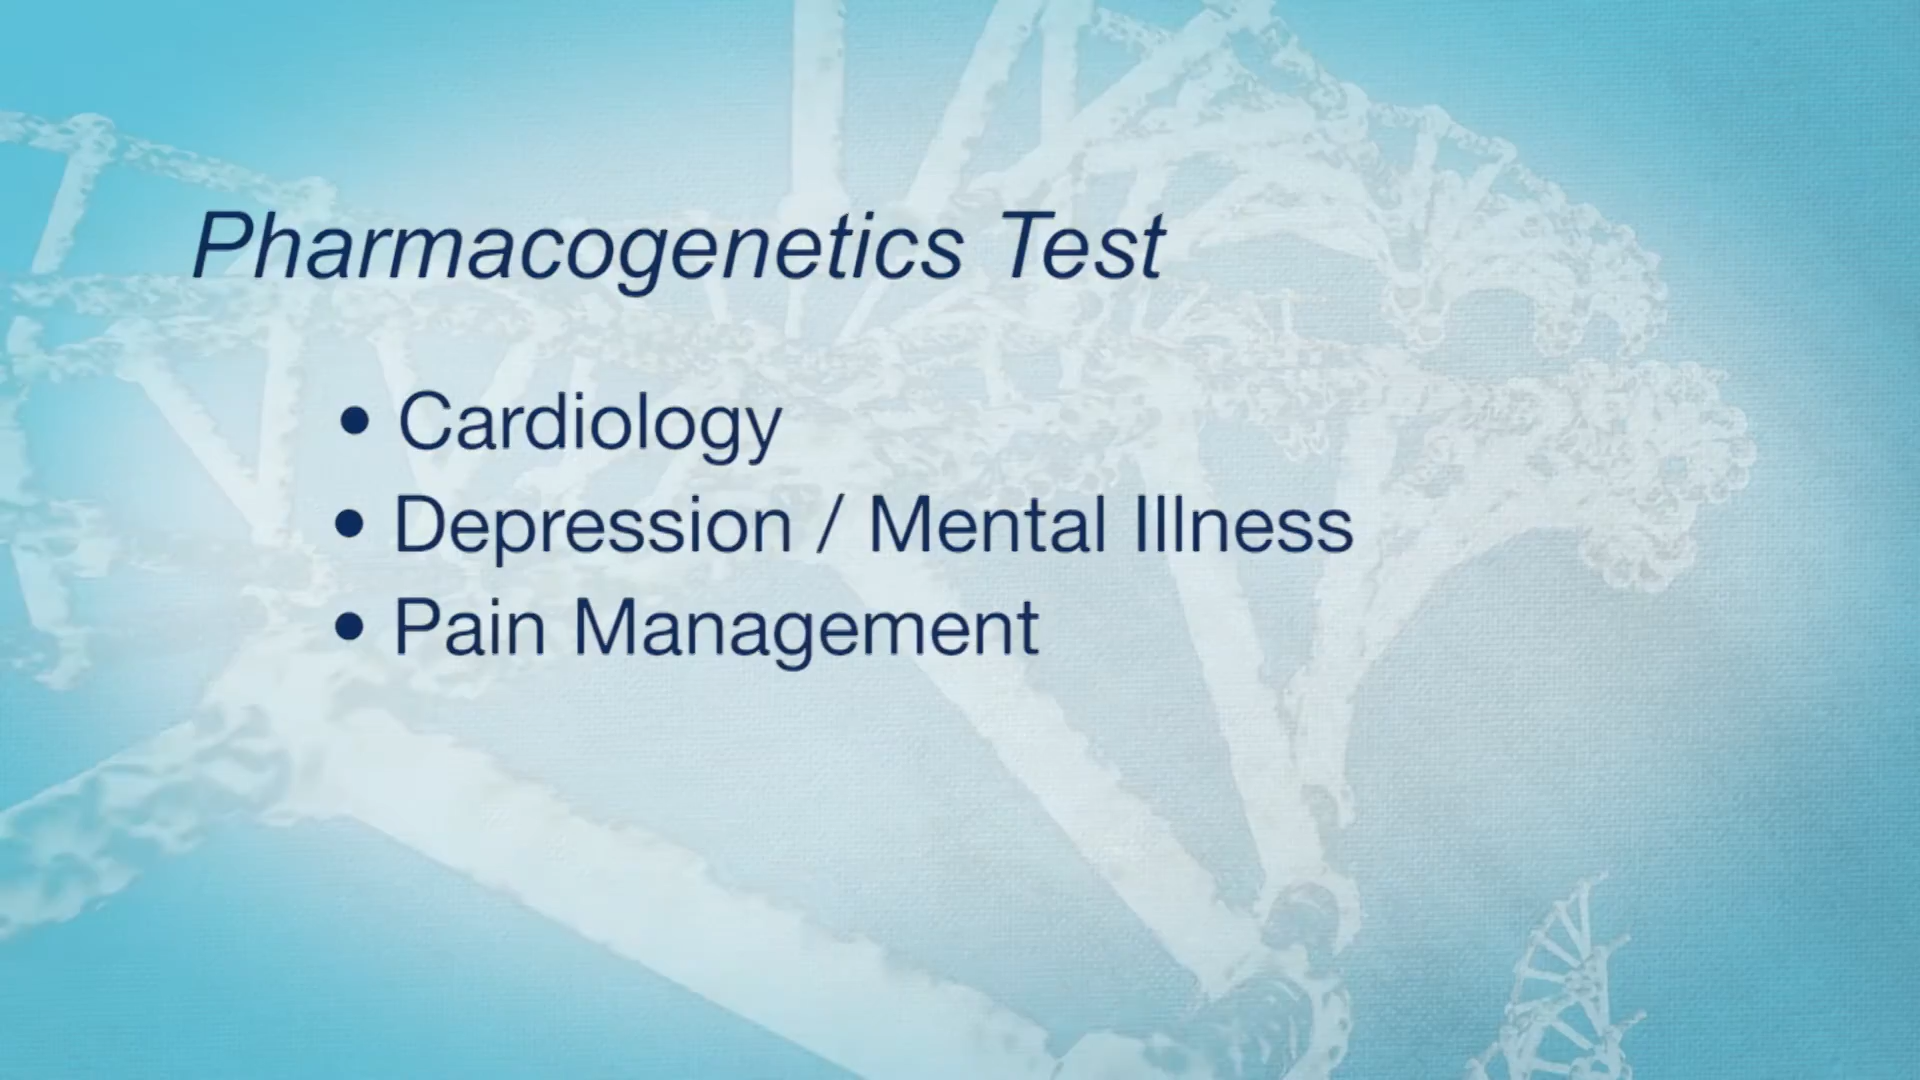 Pharmacogenetics Test
• Cardiology
• Depression / Mental Illness
• Pain Management